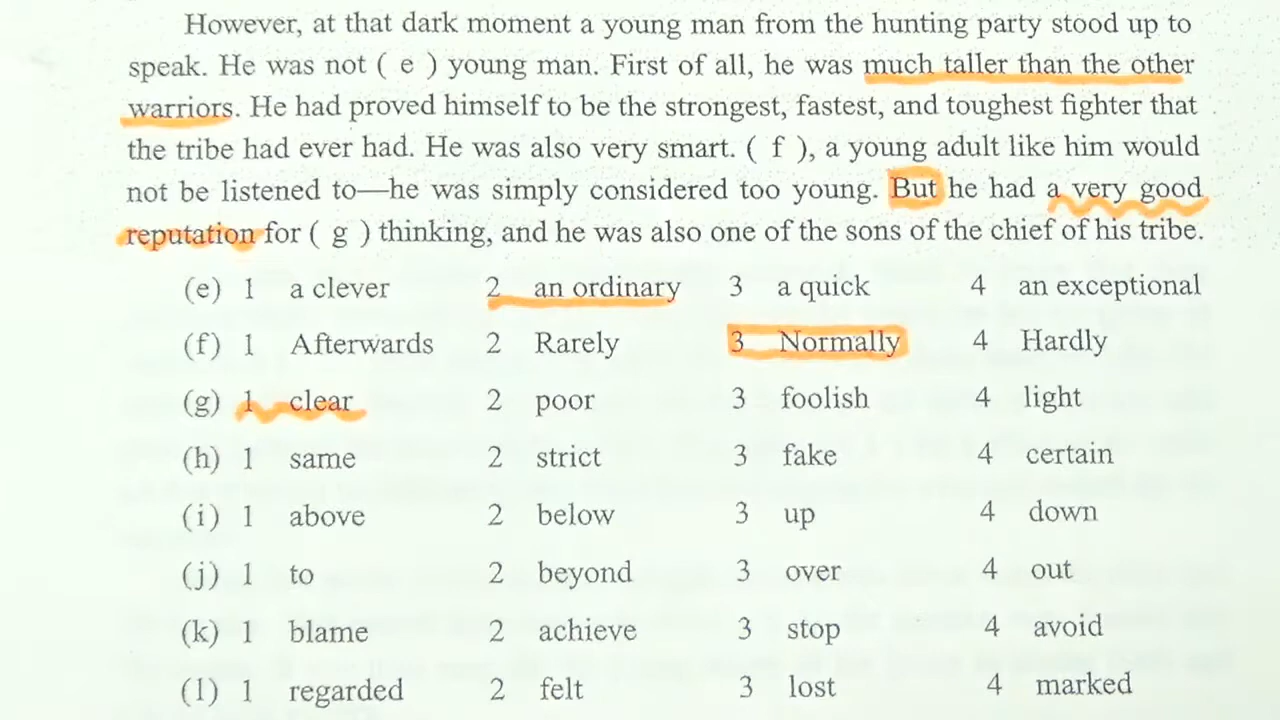 However, at that dark moment a young man from the hunting party stood up to
speak. He was not ( e ) young man. First of all, he was much taller than the other
warriors. He had proved himself to be the strongest, fastest, and toughest fighter that
the tribe had ever had. He was also very smart. ( f ), a young adult like him would
not be listened to—he was simply considered too young. But he had a very good
reputation for ( g ) thinking, and he was also one of the sons of the chief of his tribe.
(e) 1 a clever 2 an ordinary 3 a quick 4 an exceptional
(f) 1 Afterwards 2 Rarely 3 Normally 4 Hardly
(g) 1 clear 2 poor 3 foolish 4 light
(h) 1 same 2 strict 3 fake 4 certain
(i) 1 above 2 below 3 up 4 down
(j) 1 to 2 beyond 3 over 4 out
(k) 1 blame 2 achieve 3 stop 4 avoid
(l) 1 regarded 2 felt 3 lost 4 marked